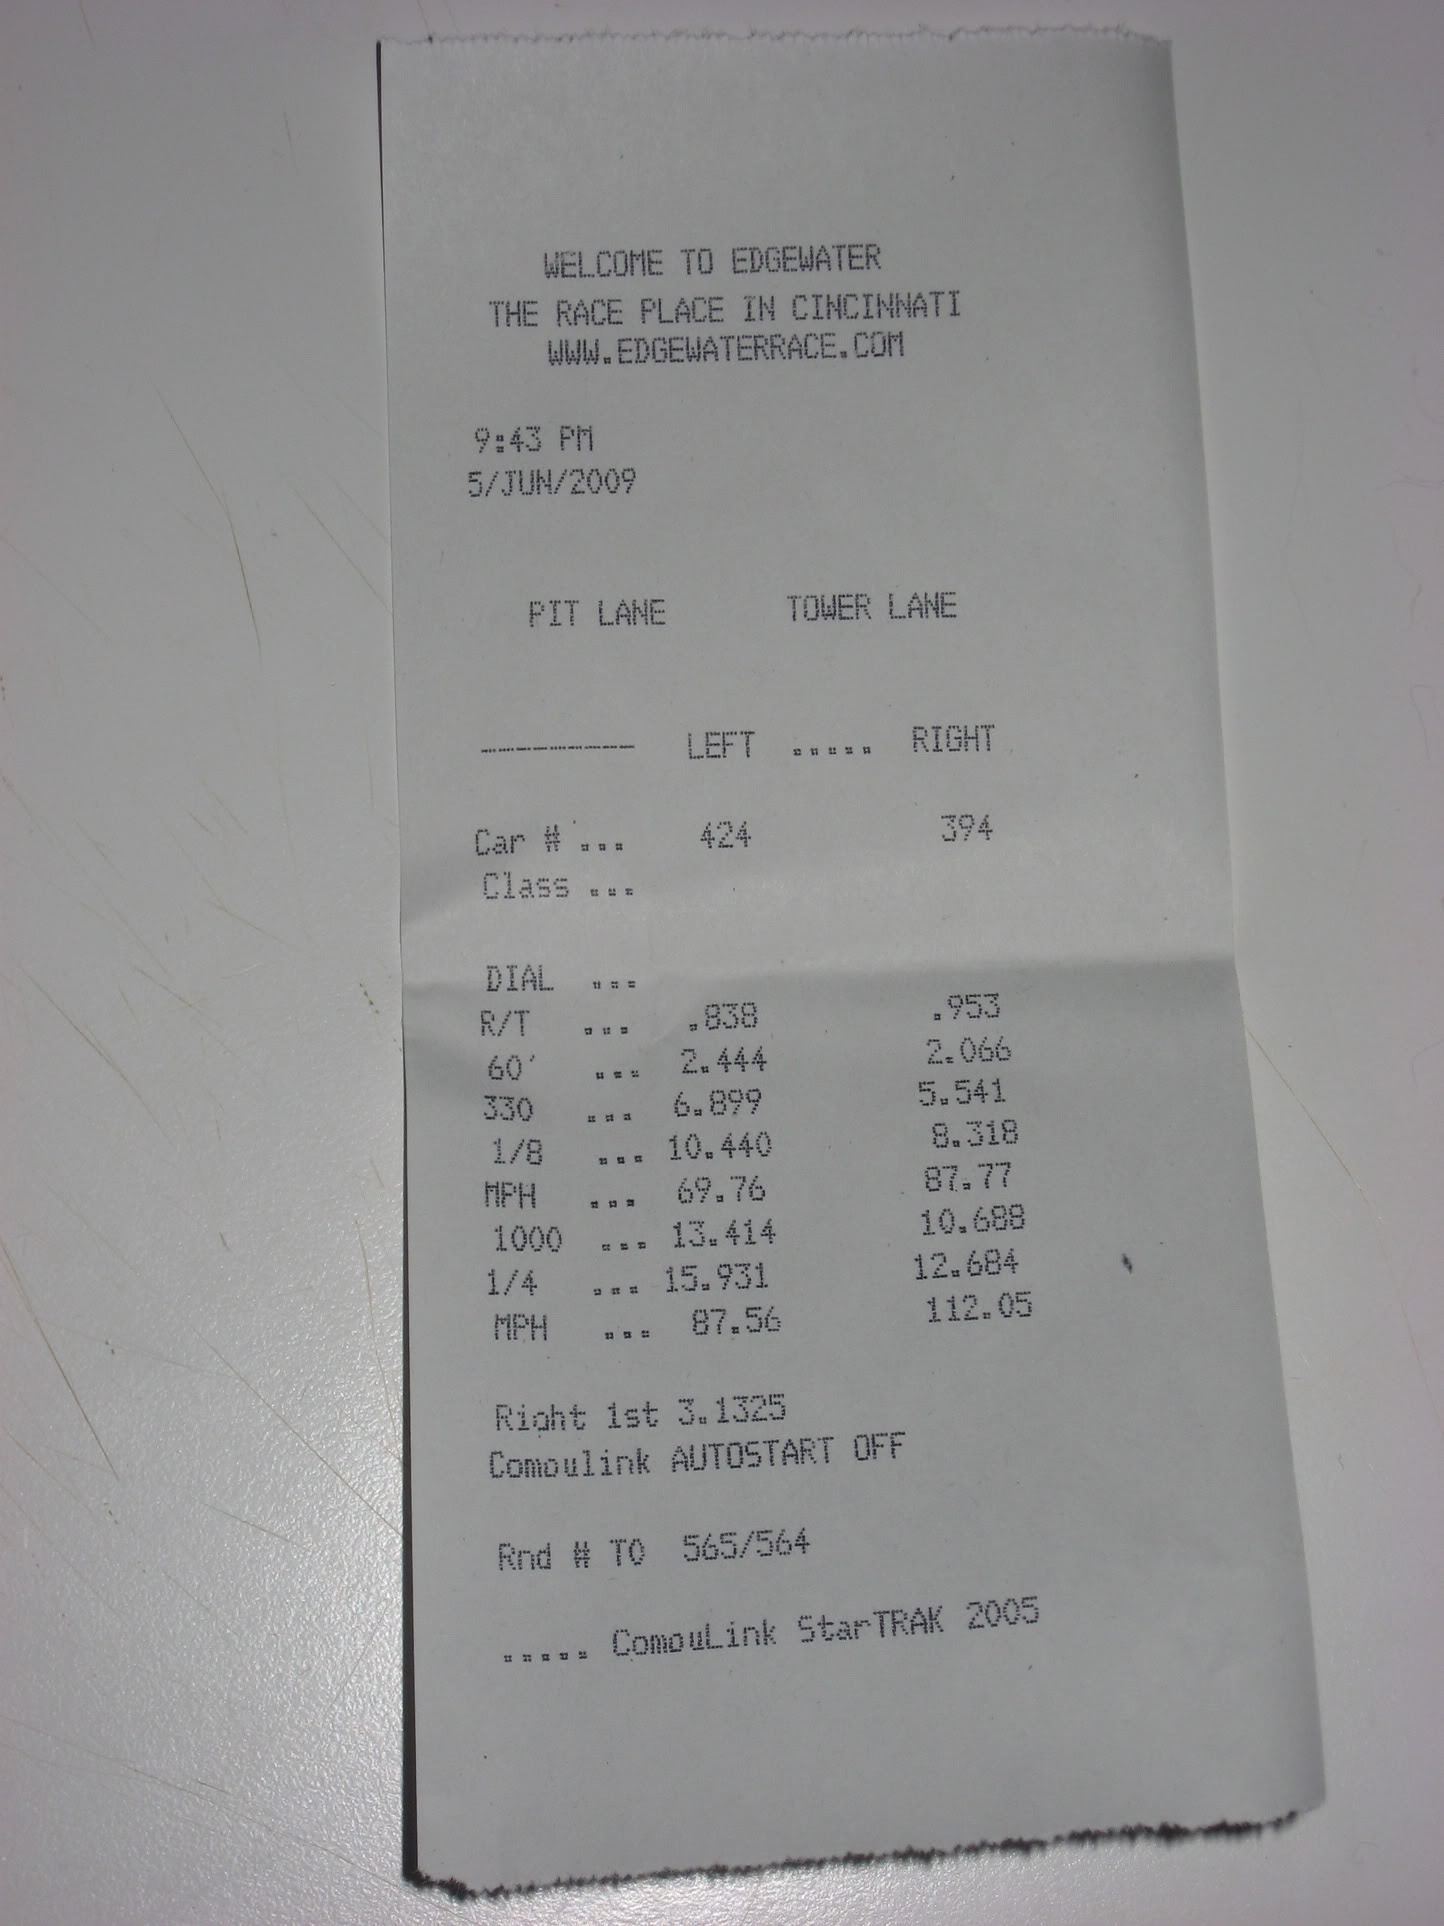 WELCOME TO EDGEWATER
THE RACE PLACE IN CINCINNATI
WWW.EDGEWATERRACE.COM
9:43 PM
5/JUN/2009
PIT LANE TOWER LANE
--------- LEFT ..... RIGHT
Car # ... 424 394
Class ...
DIAL ...
R/T ... .838 .953
60' ... 2.444 2.066
330 ... 6.899 5.541
1/8 ... 10.440 8.318
MPH ... 69.76 87.77
1000 ... 13.414 10.688
1/4 ... 15.931 12.684
MPH ... 87.56 112.05
Right 1st 3.1325
Compulink AUTOSTART OFF
Rnd # T0 565/564
..... CompuLink StarTRAK 2005